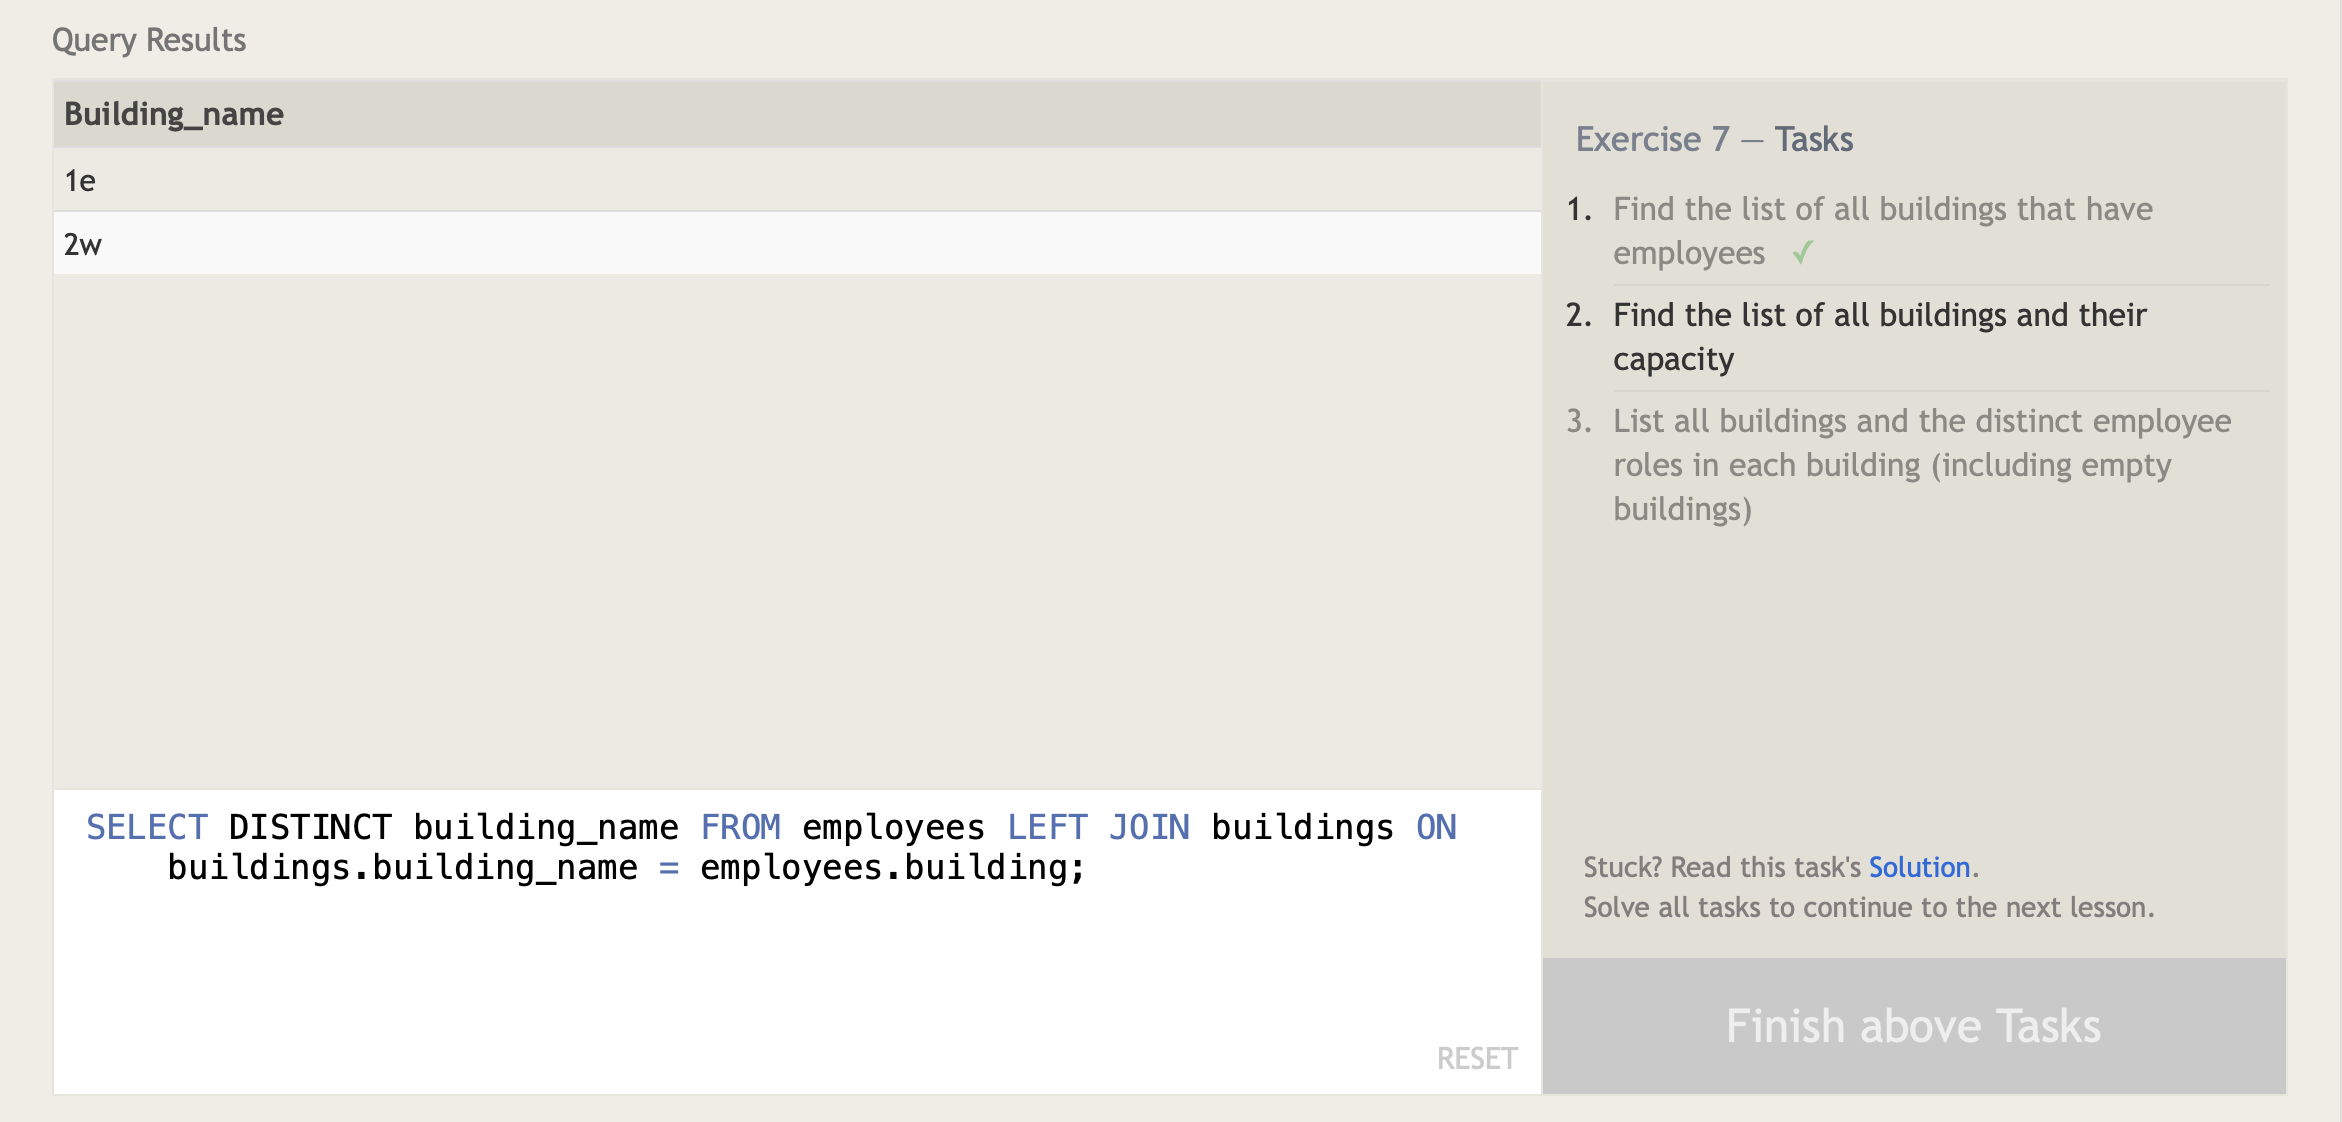 Query Results
Building_name
1e
2w
SELECT DISTINCT building_name FROM employees LEFT JOIN buildings ON
buildings.building_name = employees.building;
RESET
Exercise 7 — Tasks
1. Find the list of all buildings that have
employees ✓
2. Find the list of all buildings and their
capacity
3. List all buildings and the distinct employee
roles in each building (including empty
buildings)
Stuck? Read this task's Solution.
Solve all tasks to continue to the next lesson.
Finish above Tasks